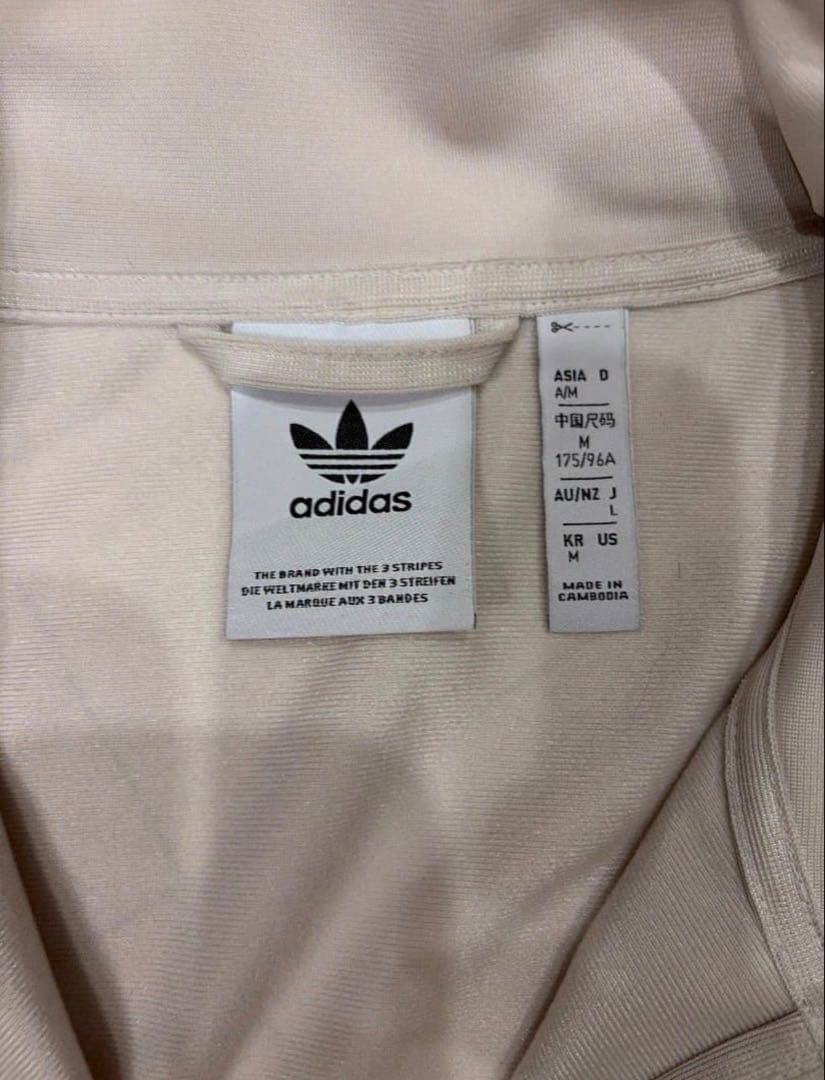 adidas
THE BRAND WITH THE 3 STRIPES
DIE WELTMARKE MIT DEN 3 STREIFEN
LA MARQUE AUX 3 BANDES
ASIA D
A/M
中国尺码
M
175/96A
AU/NZ J
L
KR US
M
MADE IN
CAMBODIA